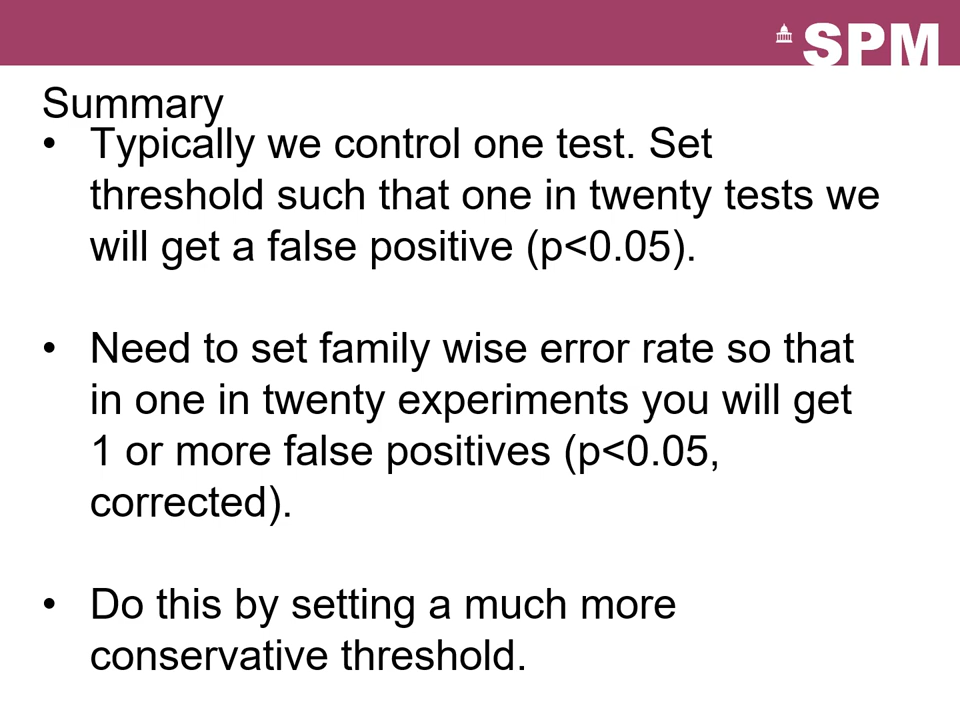 SPM
Summary
• Typically we control one test. Set
threshold such that one in twenty tests we
will get a false positive (p<0.05).
• Need to set family wise error rate so that
in one in twenty experiments you will get
1 or more false positives (p<0.05,
corrected).
• Do this by setting a much more
conservative threshold.